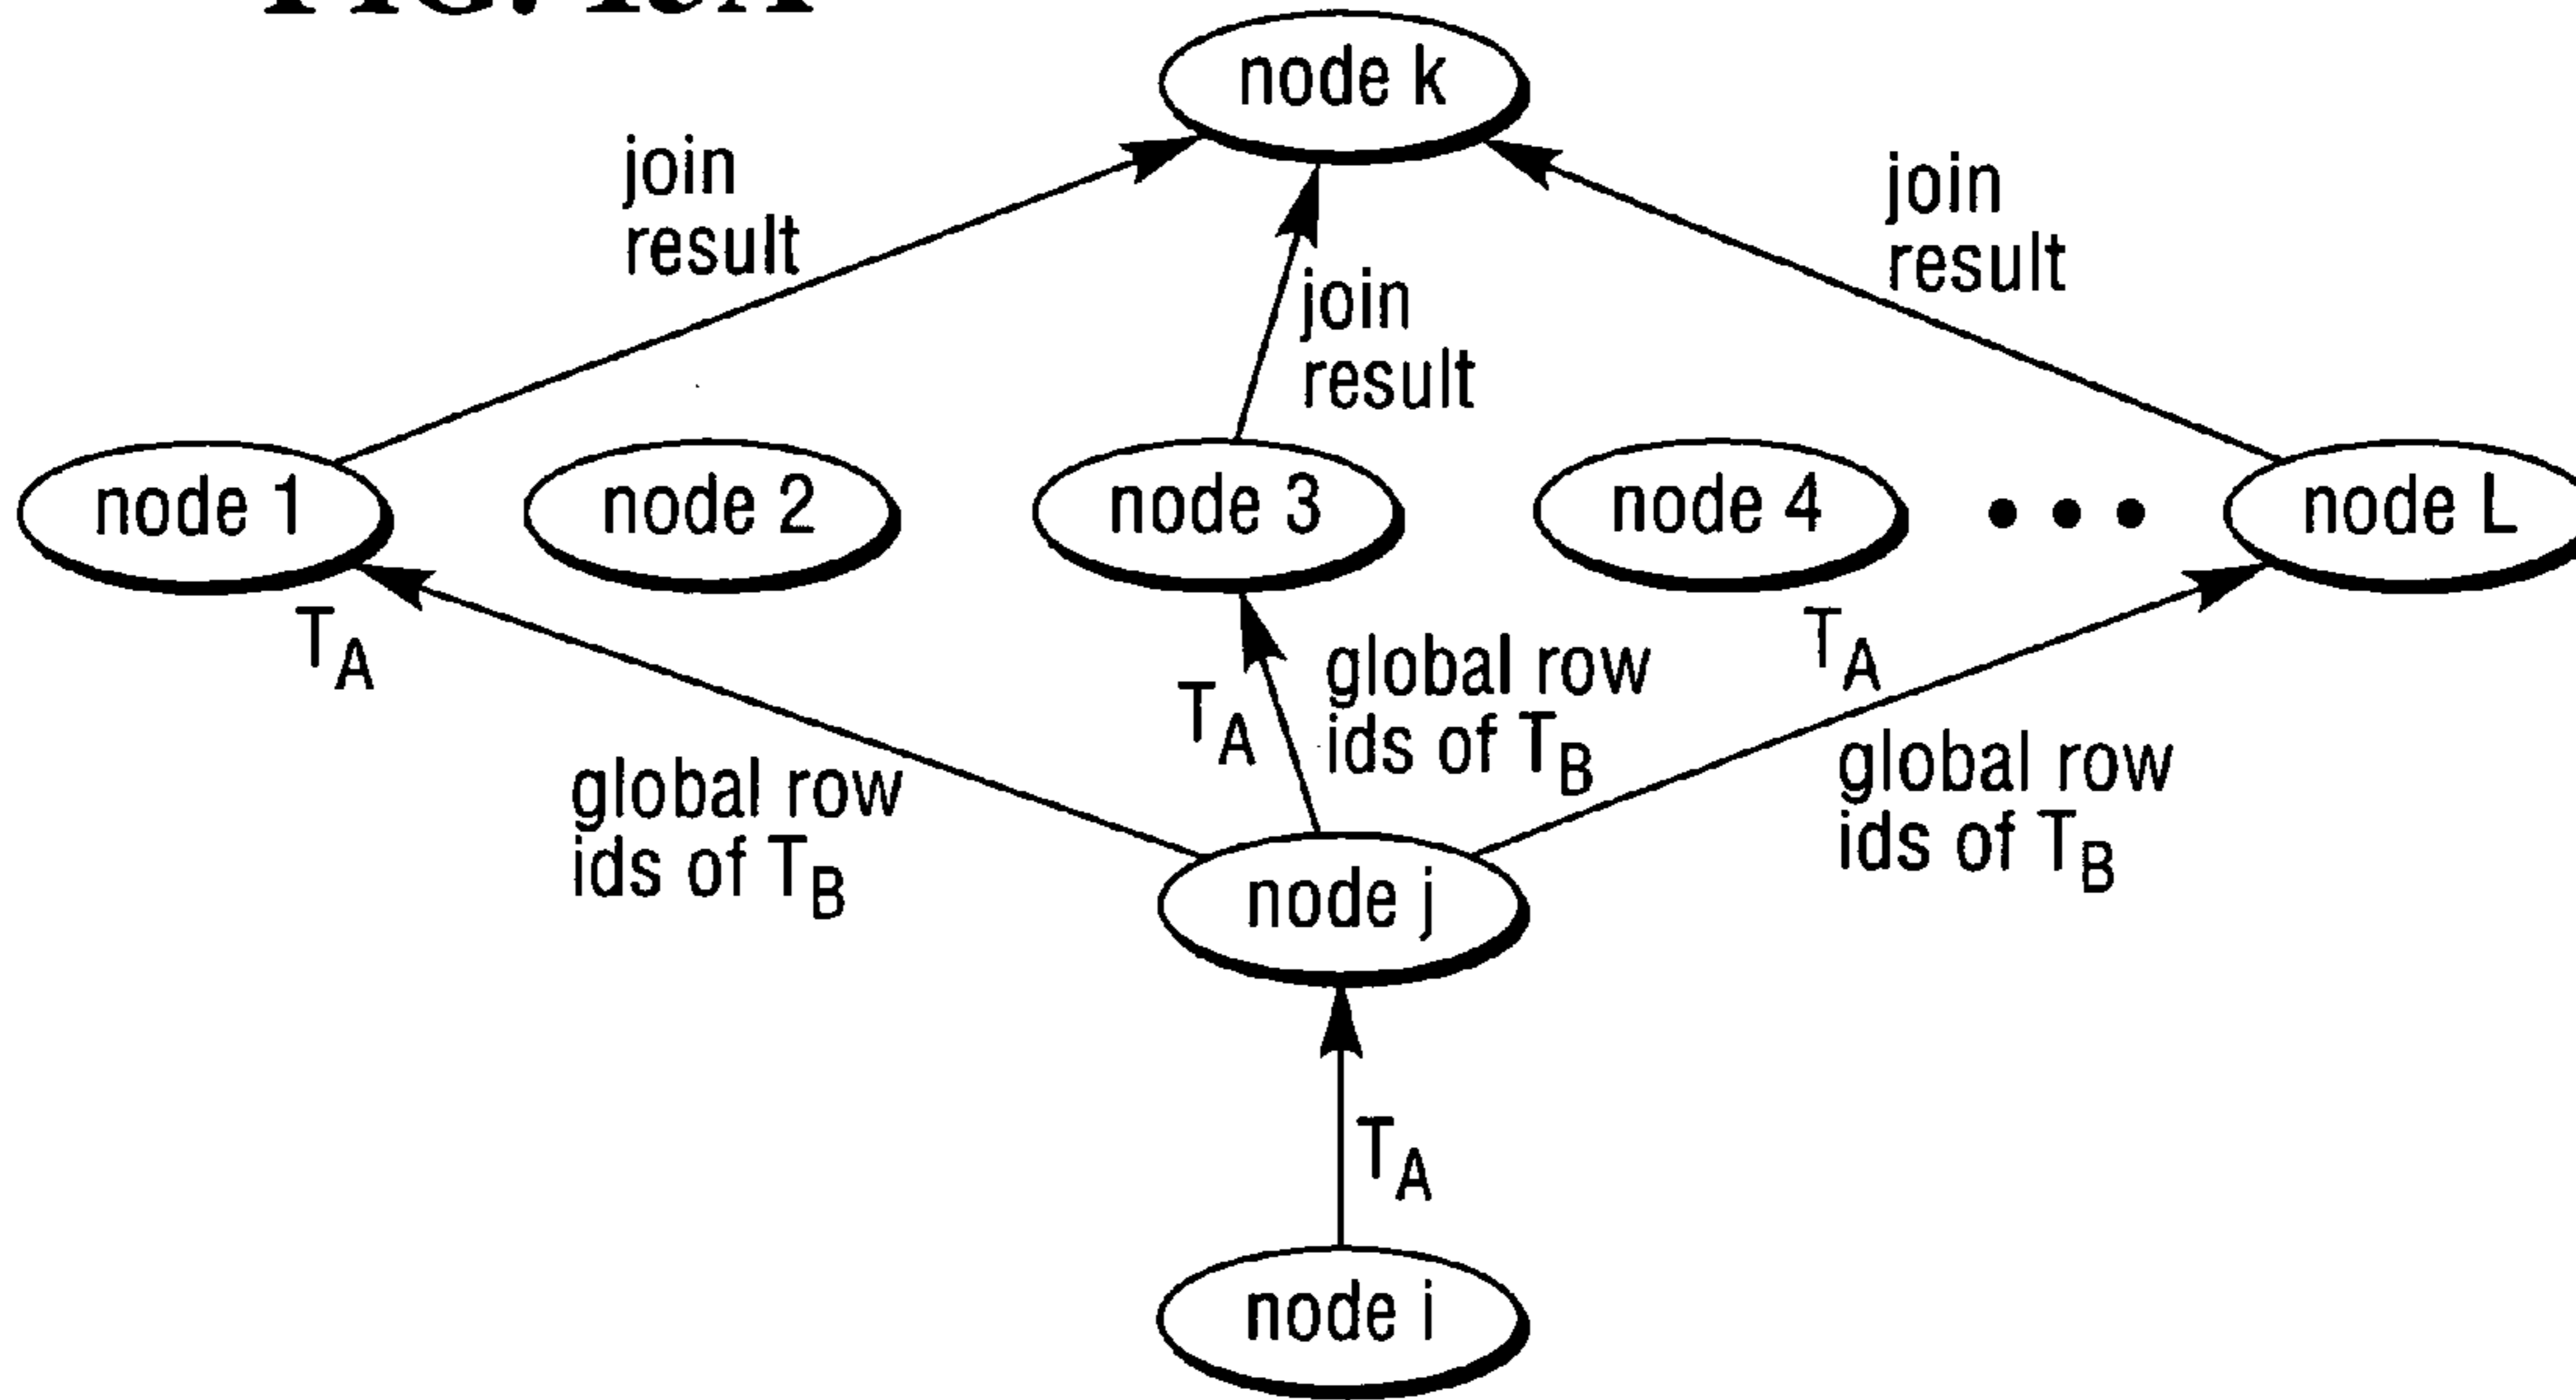 FIG.
node k
join
result
join
result
join
result
node 1
node 2
node 3
node 4
node L
TA
TA
TA
global row
ids of TB
global row
ids of TB
global row
ids of TB
node j
TA
node i